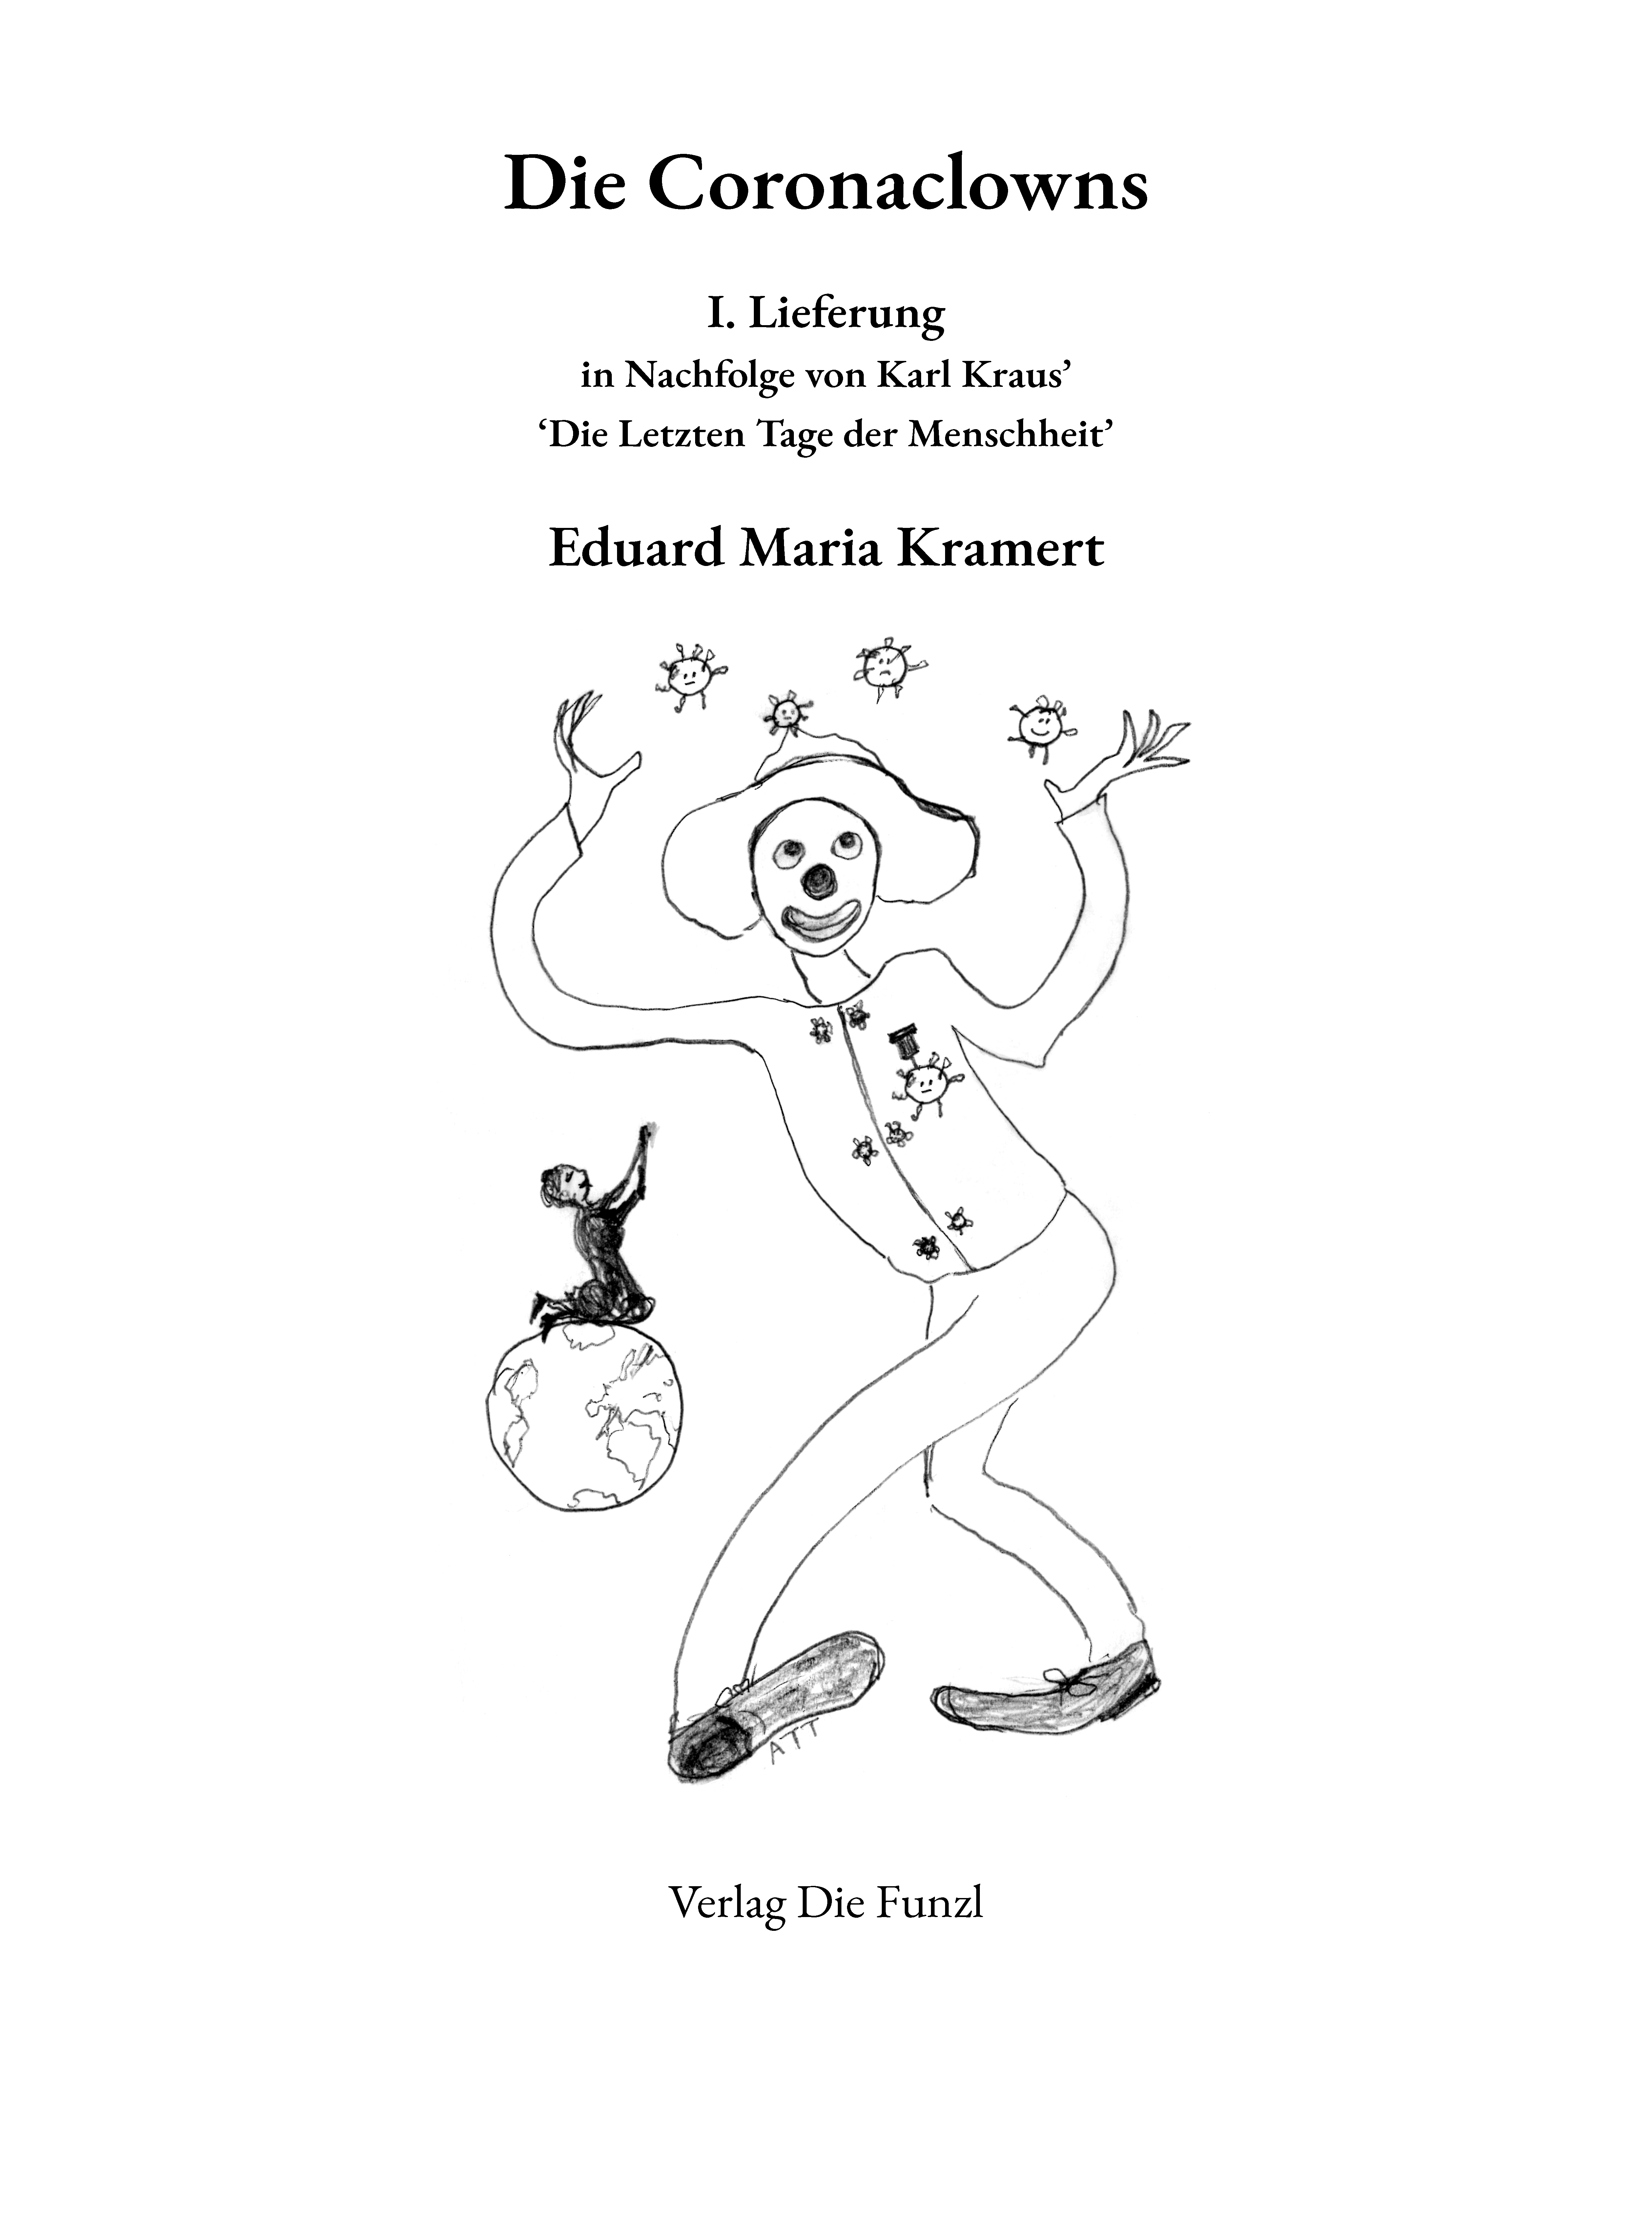 Die Coronaclowns
I. Lieferung
in Nachfolge von Karl Kraus’
‘Die Letzten Tage der Menschheit’
Eduard Maria Kramert
ATT
Verlag Die Funzl